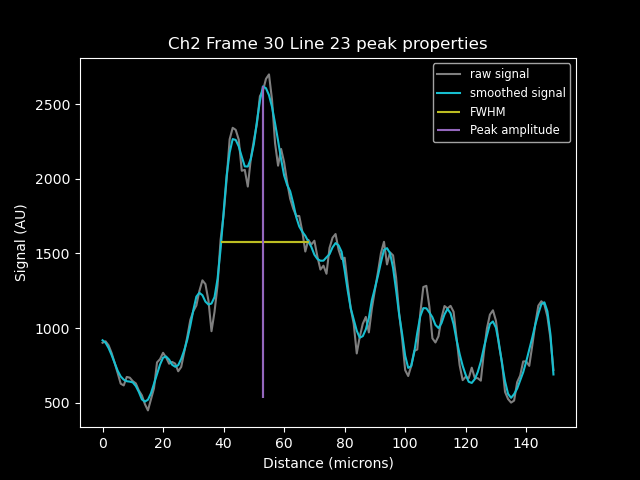 Ch2 Frame 30 Line 23 peak properties
raw signal
smoothed signal
FWHM
Peak amplitude
Signal (AU)
2500
2000
1500
1000
500
0 20 40 60 80 100 120 140
Distance (microns)